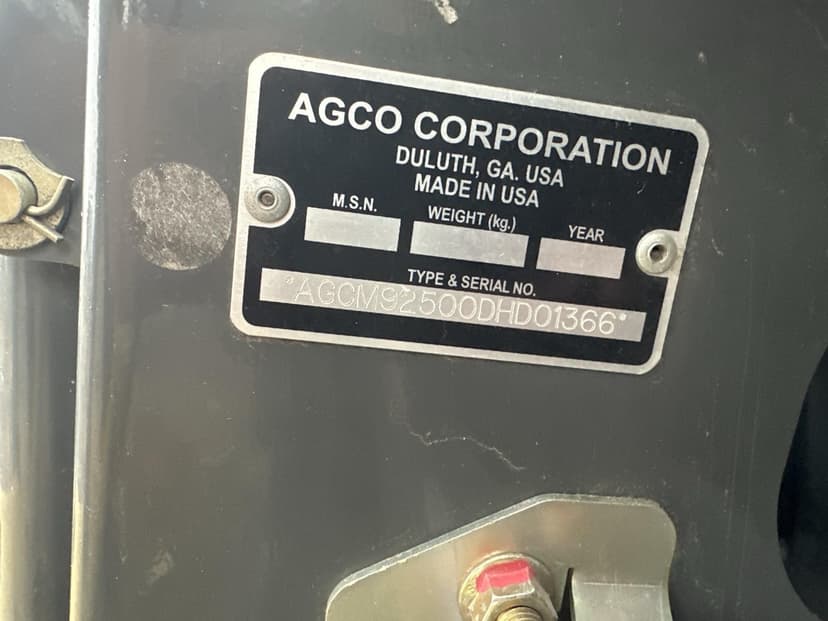 AGCO CORPORATION
DULUTH, GA. USA
MADE IN USA
M.S.N. WEIGHT (kg.) YEAR
TYPE & SERIAL NO.
*AGCM92500DHD01366*